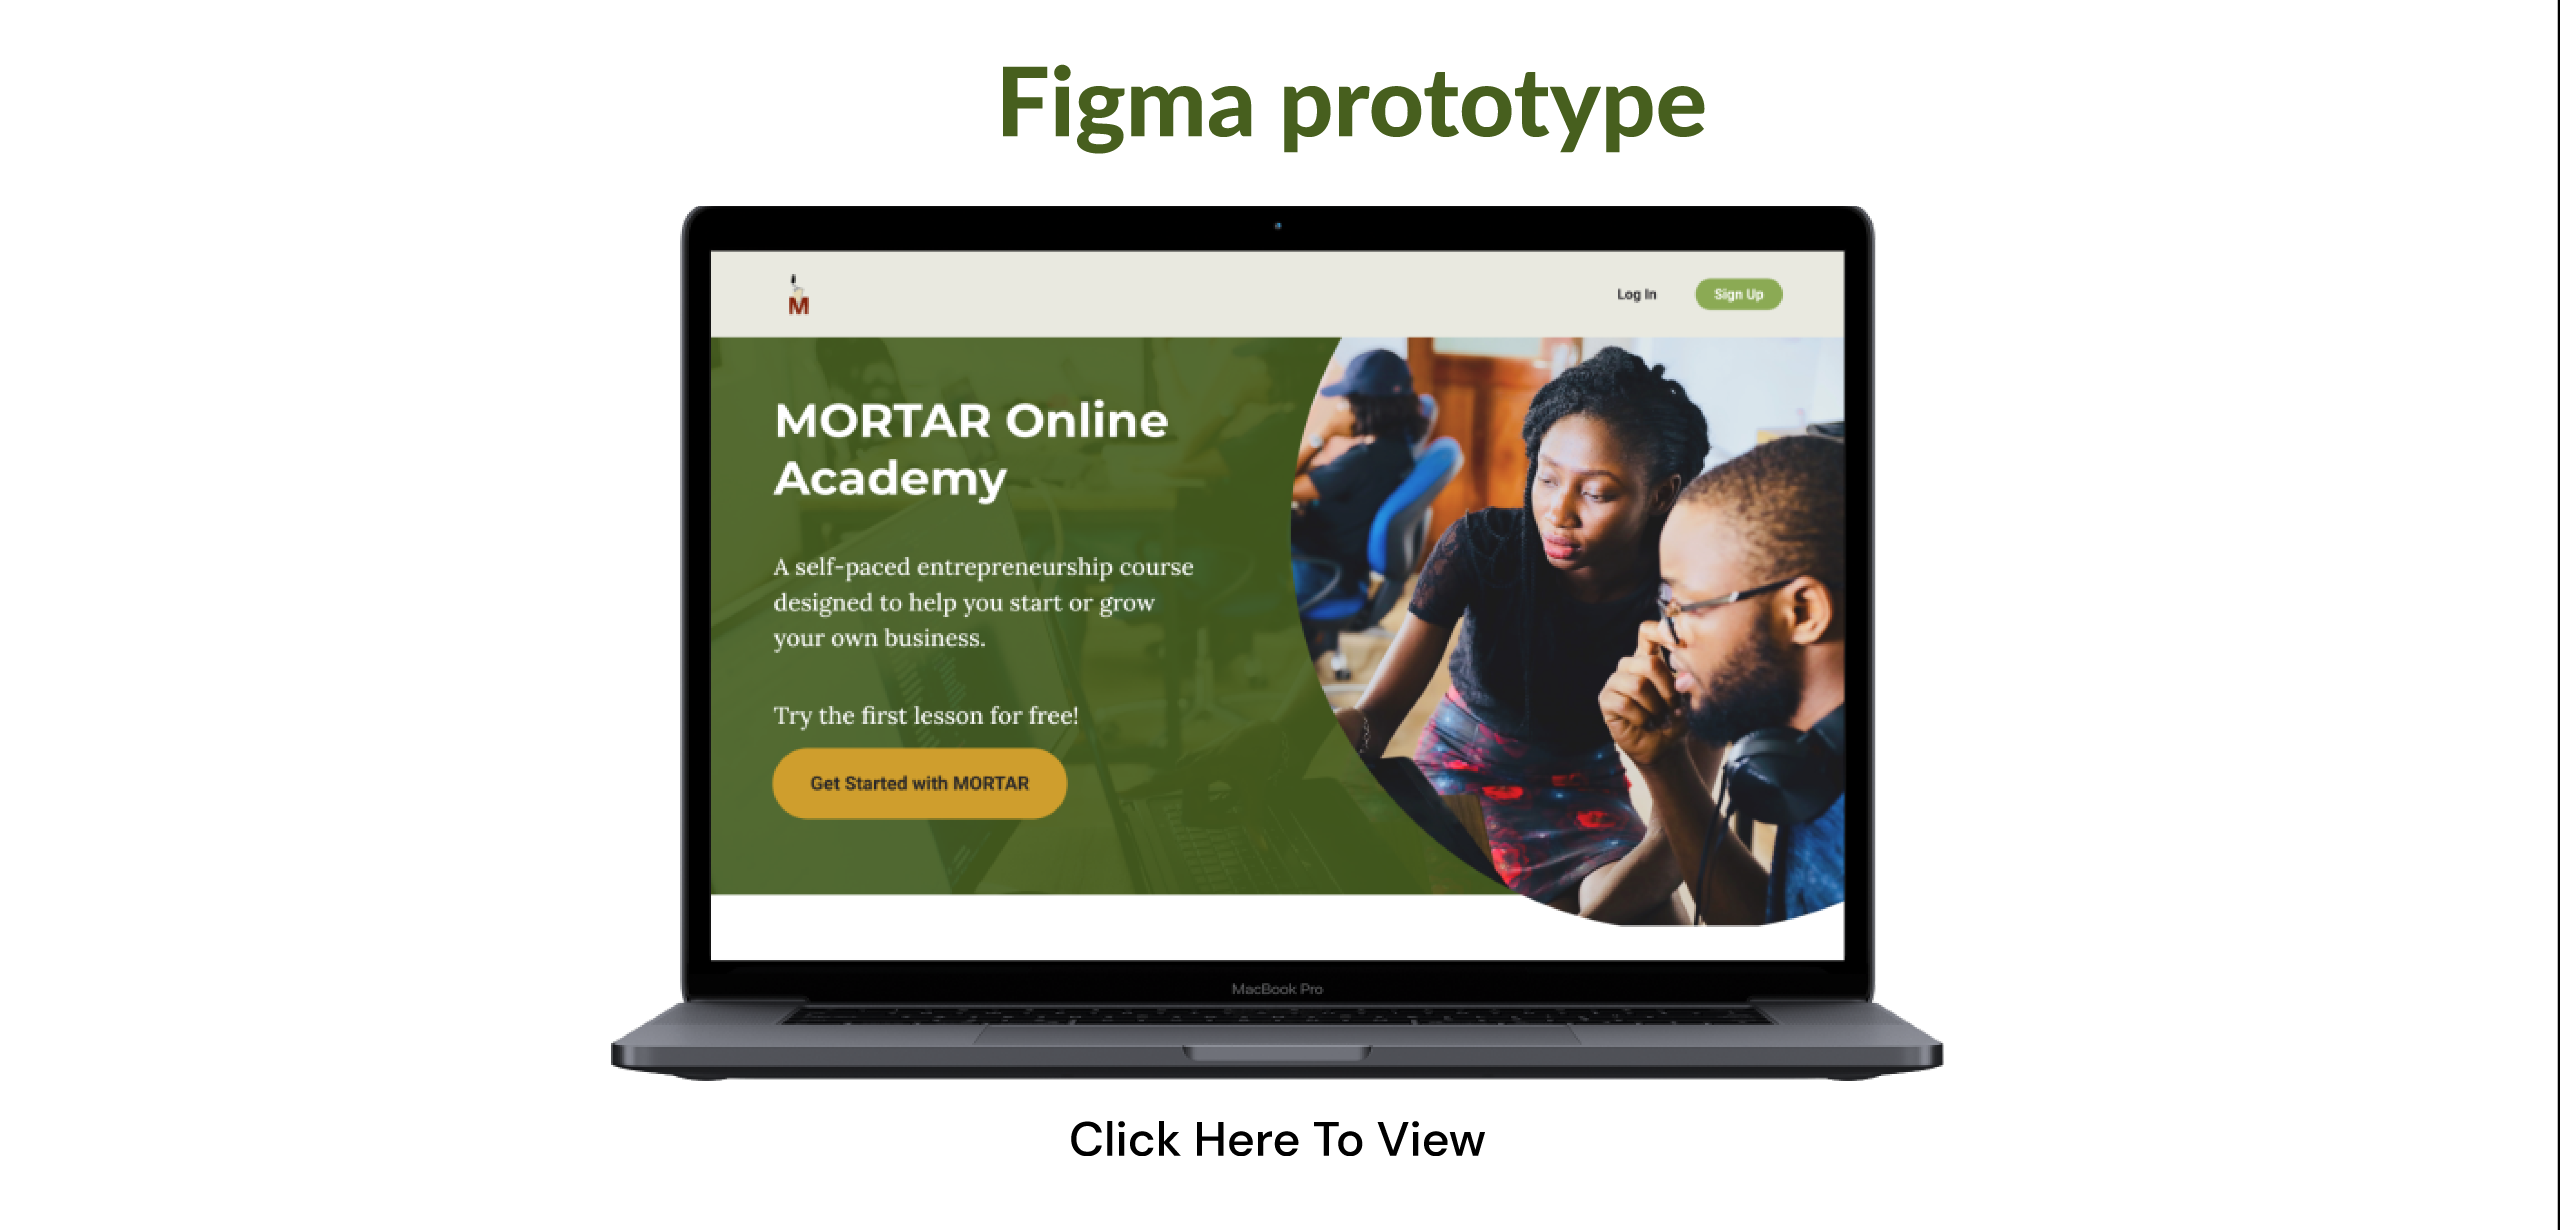 Figma prototype
M
Log In
Sign Up
MORTAR Online
Academy
A self-paced entrepreneurship course
designed to help you start or grow
your own business.
Try the first lesson for free!
Get Started with MORTAR
MacBook Pro
Click Here To View